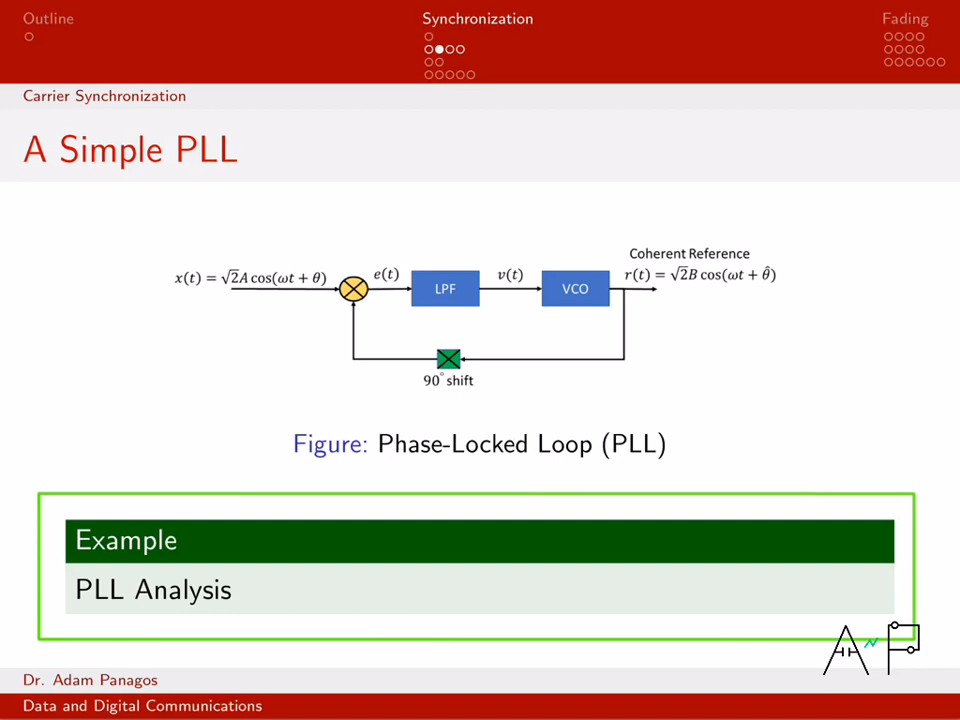 Outline
Synchronization
Fading
Carrier Synchronization
A Simple PLL
Coherent Reference
x(t) = √2A cos(ωt + θ)
e(t)
LPF
v(t)
VCO
r(t) = √2B cos(ωt + θ̂)
90° shift
Figure: Phase-Locked Loop (PLL)
Example
PLL Analysis
AP
Dr. Adam Panagos
Data and Digital Communications